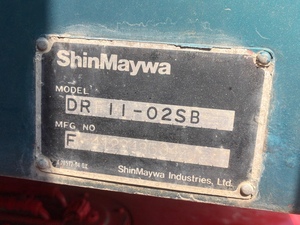 ShinMaywa
MODEL
DR 11-02SB
MFG NO
F
ShinMaywa Industries, Ltd.